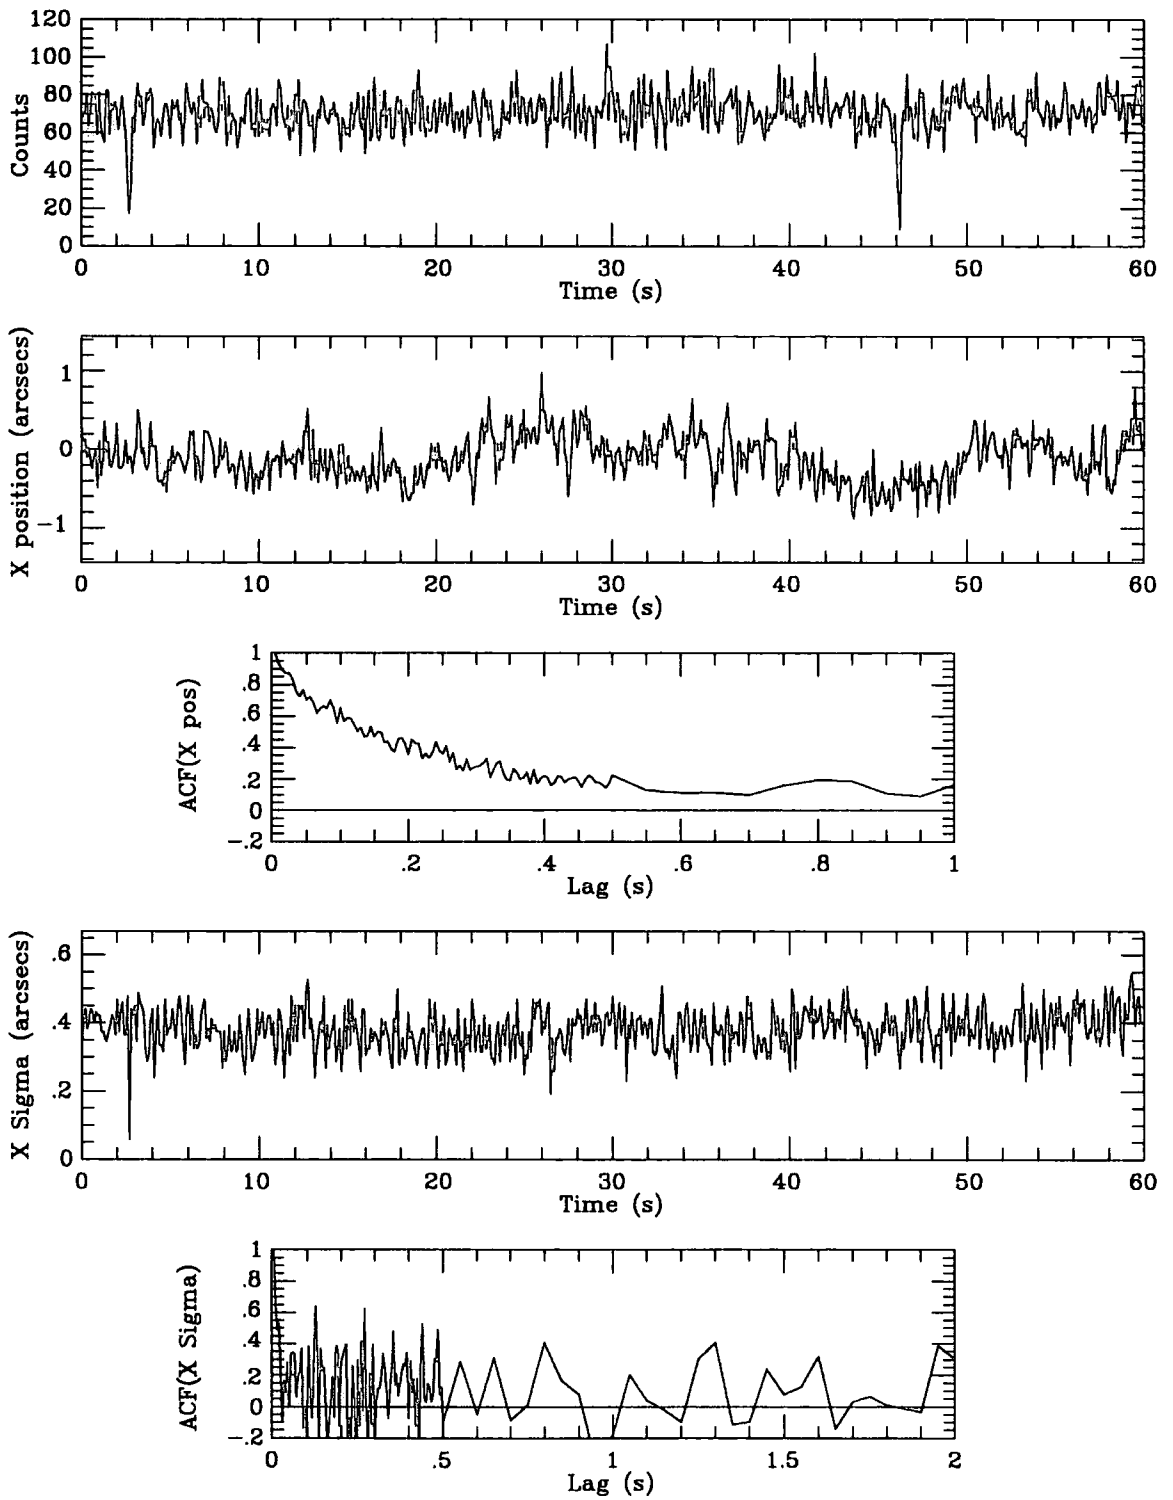 120
100
80
60
40
20
0
Counts
0 10 20 30 40 50 60
Time (s)
1
0
-1
X position (arcsecs)
0 10 20 30 40 50 60
Time (s)
1
.8
.6
.4
.2
0
-.2
ACF(X pos)
0 .2 .4 .6 .8 1
Lag (s)
.6
.4
.2
0
X Sigma (arcsecs)
0 10 20 30 40 50 60
Time (s)
1
.8
.6
.4
.2
0
-.2
ACF(X Sigma)
0 .5 1 1.5 2
Lag (s)